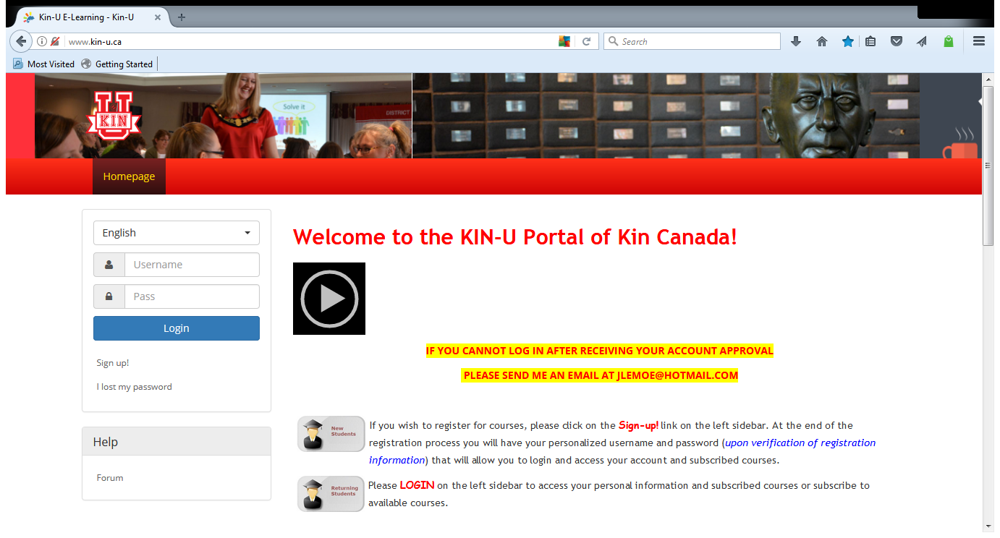 Kin-U E-Learning - Kin-U
www.kin-u.ca
Search
Most Visited
Getting Started
U
KIN
Solve it
DISTRICT
Homepage
English
Username
Pass
Login
Sign up!
I lost my password
Help
Forum
Welcome to the KIN-U Portal of Kin Canada!
IF YOU CANNOT LOG IN AFTER RECEIVING YOUR ACCOUNT APPROVAL
PLEASE SEND ME AN EMAIL AT JLEMOE@HOTMAIL.COM
New
Students
If you wish to register for courses, please click on the Sign-up! link on the left sidebar. At the end of the
registration process you will have your personalized username and password (upon verification of registration
information) that will allow you to login and access your account and subscribed courses.
Returning
Students
Please LOGIN on the left sidebar to access your personal information and subscribed courses or subscribe to
available courses.